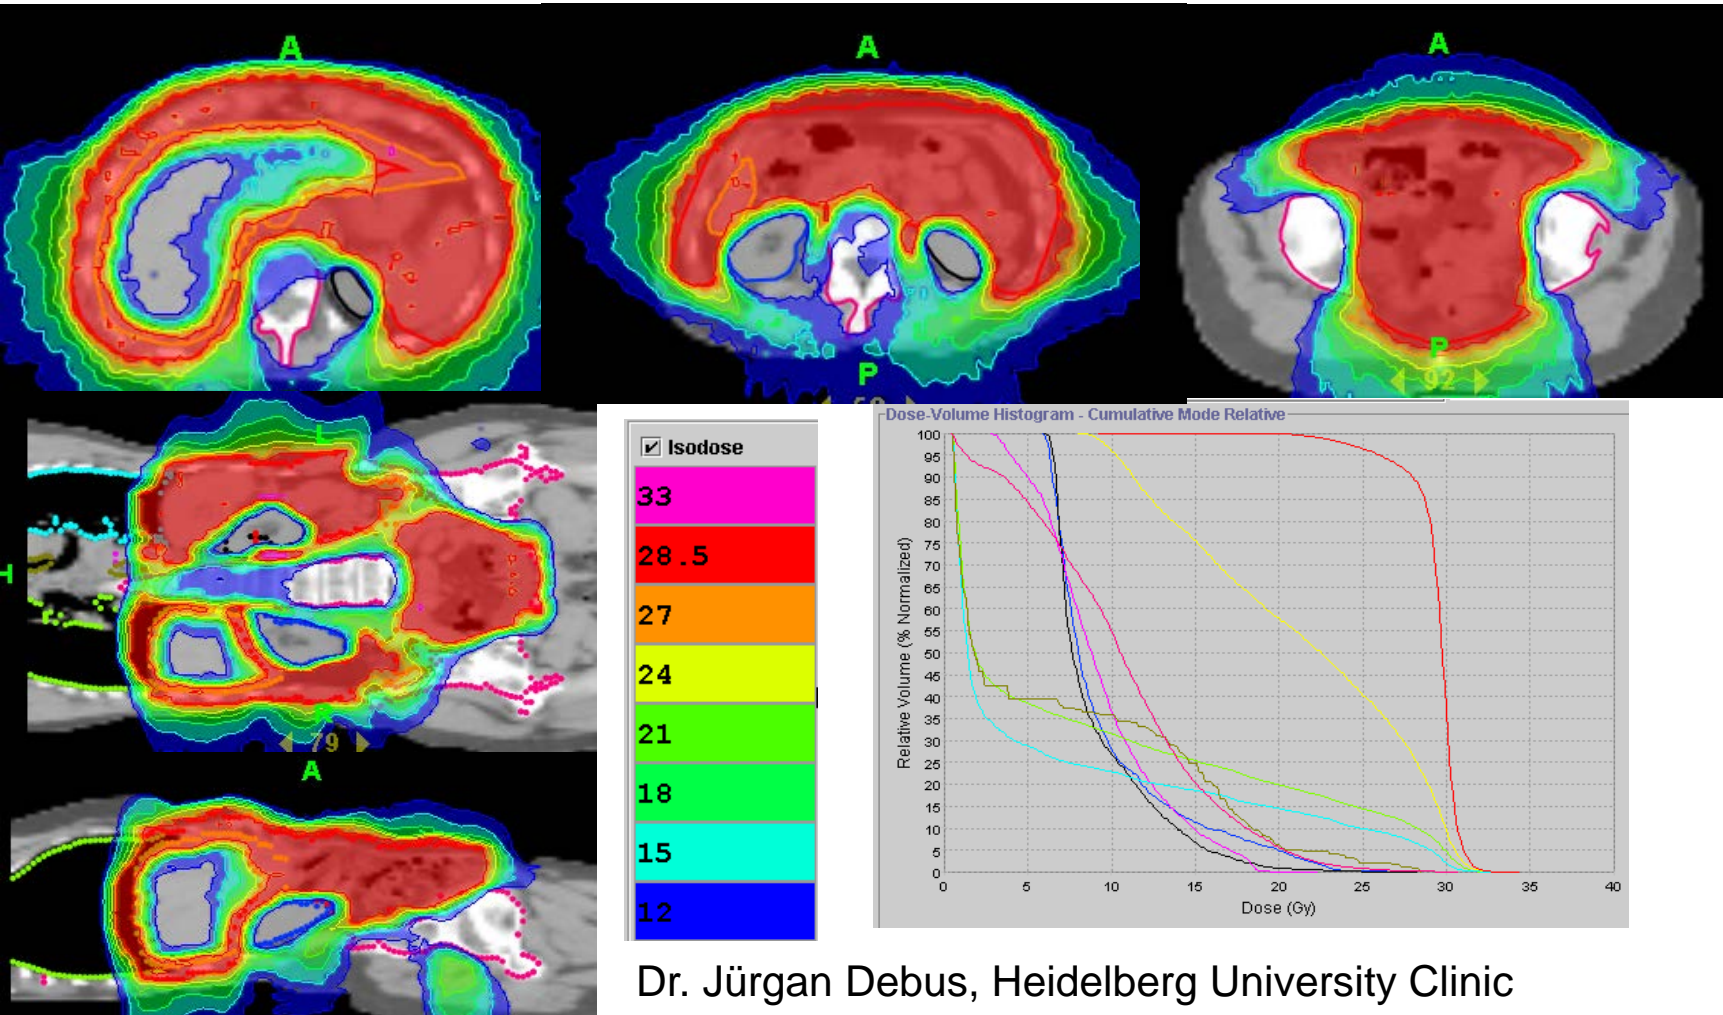 A
A
A
P
58
P
92
L
H
R
79
A
Isodose
33
28.5
27
24
21
18
15
12
Dose-Volume Histogram - Cumulative Mode Relative
Relative Volume (% Normalized)
100
95
90
85
80
75
70
65
60
55
50
45
40
35
30
25
20
15
10
5
0
0 5 10 15 20 25 30 35 40
Dose (Gy)
Dr. Jürgan Debus, Heidelberg University Clinic